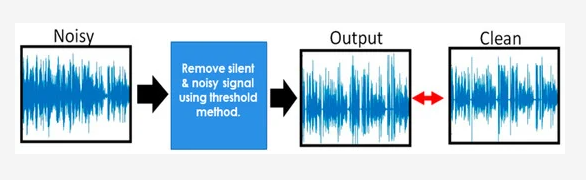 Noisy
Remove silent
& noisy signal
using threshold
method.
Output
Clean